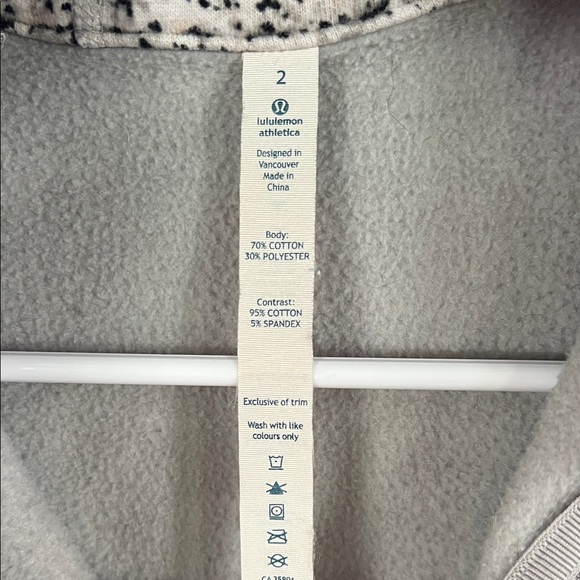 2
lululemon
athletica
Designed in
Vancouver
Made in
China
Body:
70% COTTON
30% POLYESTER
Contrast:
95% COTTON
5% SPANDEX
Exclusive of trim
Wash with like
colours only